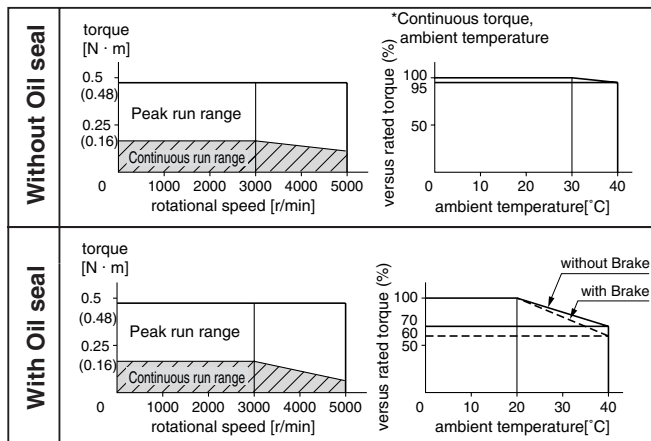 Without Oil seal
torque
[N · m]
0.5
(0.48)
0.25
(0.16)
Peak run range
Continuous run range
0 1000 2000 3000 4000 5000
rotational speed [r/min]
*Continuous torque,
ambient temperature
versus rated torque (%)
100
95
50
0 10 20 30 40
ambient temperature[˚C]
With Oil seal
torque
[N · m]
0.5
(0.48)
0.25
(0.16)
Peak run range
Continuous run range
0 1000 2000 3000 4000 5000
rotational speed [r/min]
versus rated torque (%)
without Brake
with Brake
100
70
60
50
0 10 20 30 40
ambient temperature[˚C]